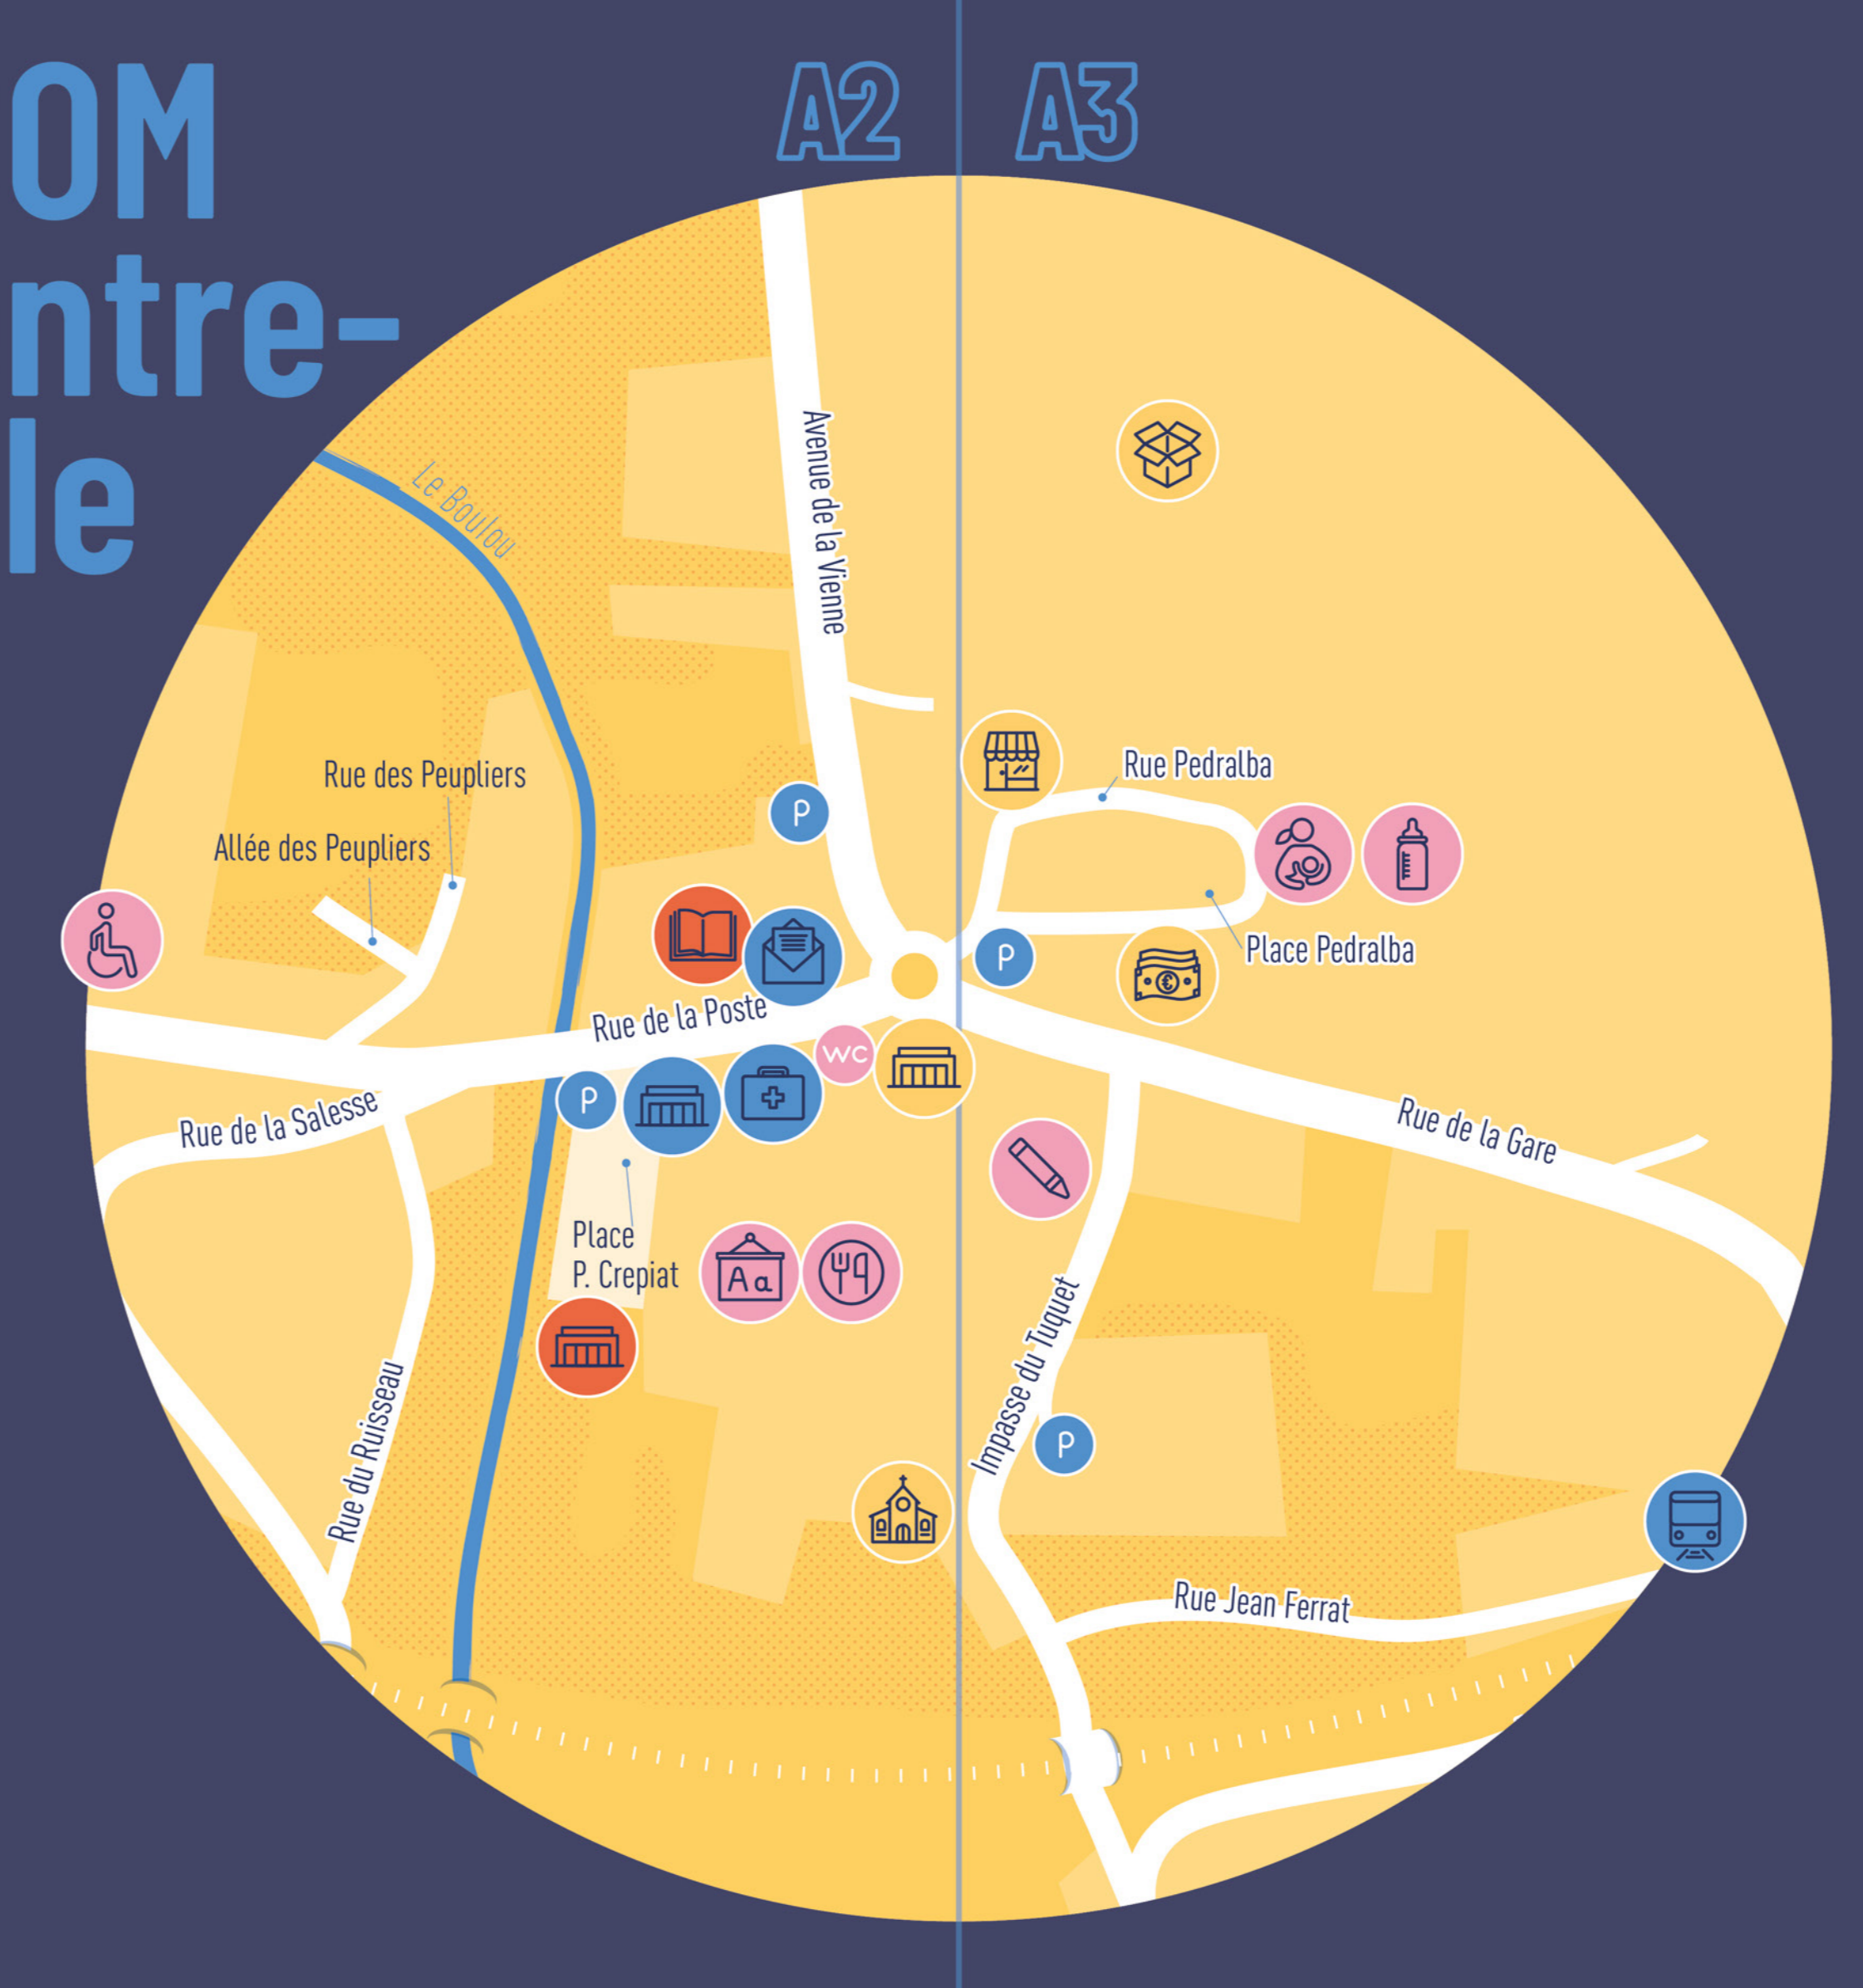 OM
ntre-
le
A2
A3
Le Boulou
Avenue de la Vienne
Rue des Peupliers
Rue Pedralba
P
Allée des Peupliers
Place Pedralba
P
€
Rue de la Poste
WC
P
Rue de la Salesse
Rue de la Gare
Place
P. Crepiat
Aa
Impasse du Tuquet
Rue du Ruisseau
P
Rue Jean Ferrat